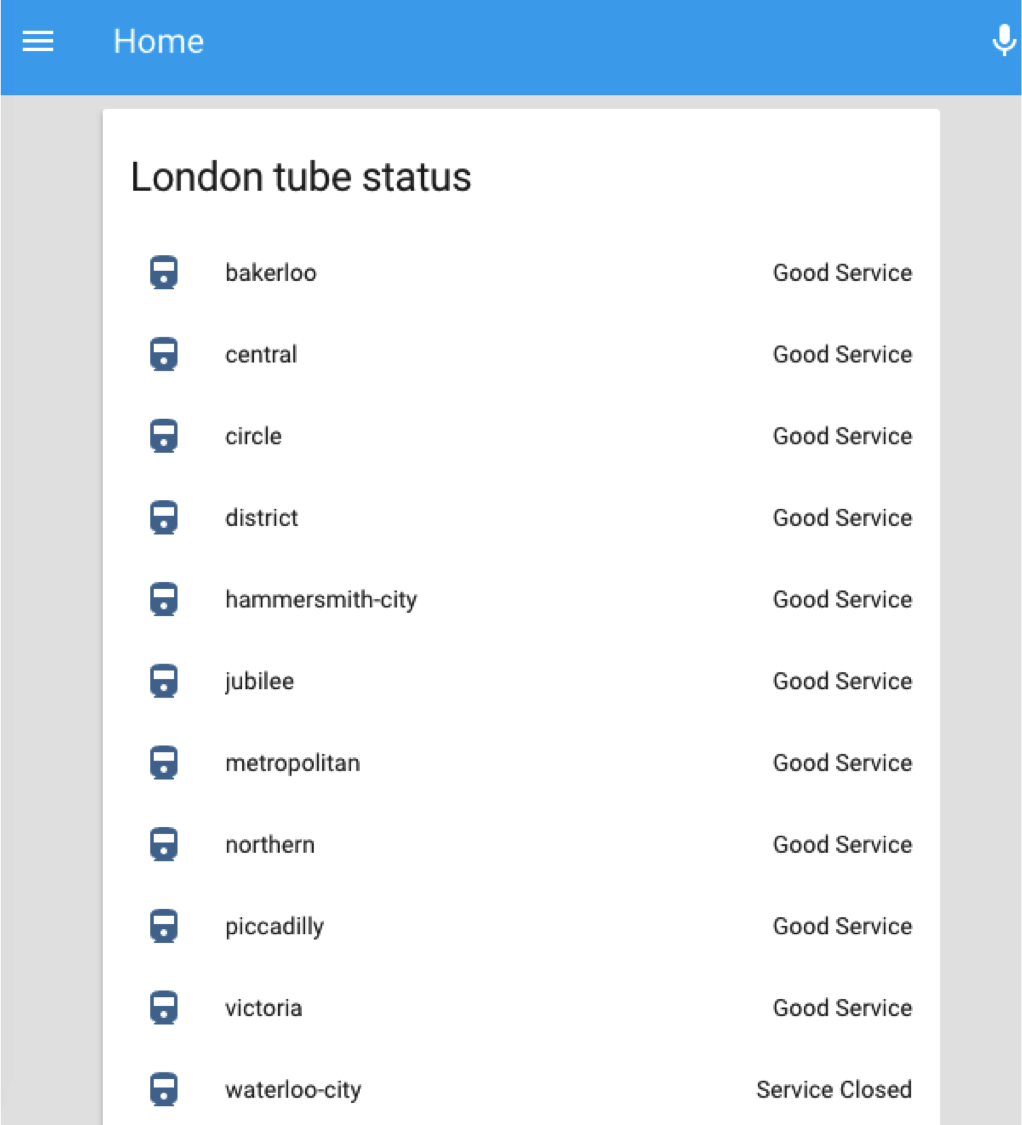 Home
London tube status
bakerloo Good Service
central Good Service
circle Good Service
district Good Service
hammersmith-city Good Service
jubilee Good Service
metropolitan Good Service
northern Good Service
piccadilly Good Service
victoria Good Service
waterloo-city Service Closed